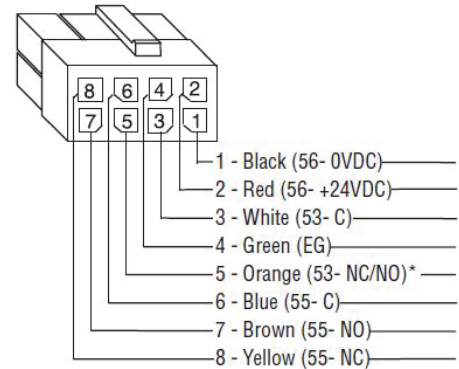 8 6 4 2
7 5 3 1
1 - Black (56- 0VDC)
2 - Red (56- +24VDC)
3 - White (53- C)
4 - Green (EG)
5 - Orange (53- NC/NO)*
6 - Blue (55- C)
7 - Brown (55- NO)
8 - Yellow (55- NC)